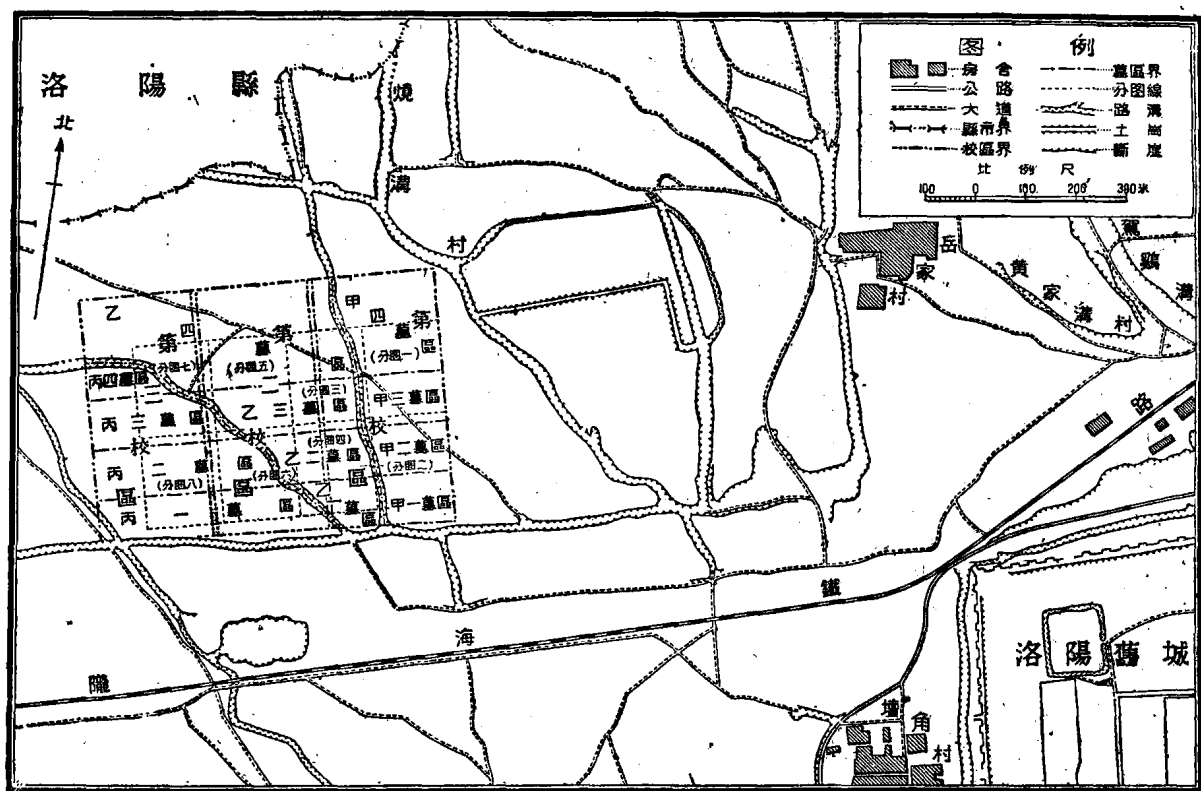 洛陽縣
北
圖例
房舍
公路
大道
縣市界
校區界
墓區界
分圖線
路溝
土崗
斷崖
比例尺
100 0 100 200 300米
燒
溝
村
岳
家
村
黃
家
溝
村
鴛
鷄
溝
乙
四
第
(分圖七)
丙四墓區
第
墓
(分圖五)
二
區
(分圖三)
甲
四
第
墓
區
(分圖一)
二
丙三墓區
校
乙三墓區
校
甲三墓區
校
(分圖四)
丙二墓區
(分圖八)
區
乙二墓區
(分圖六)
區
甲二墓區
(分圖二)
區
丙一墓區
乙一墓區
甲一墓區
隴
海
鐵
路
洛陽舊城
墻
角
村